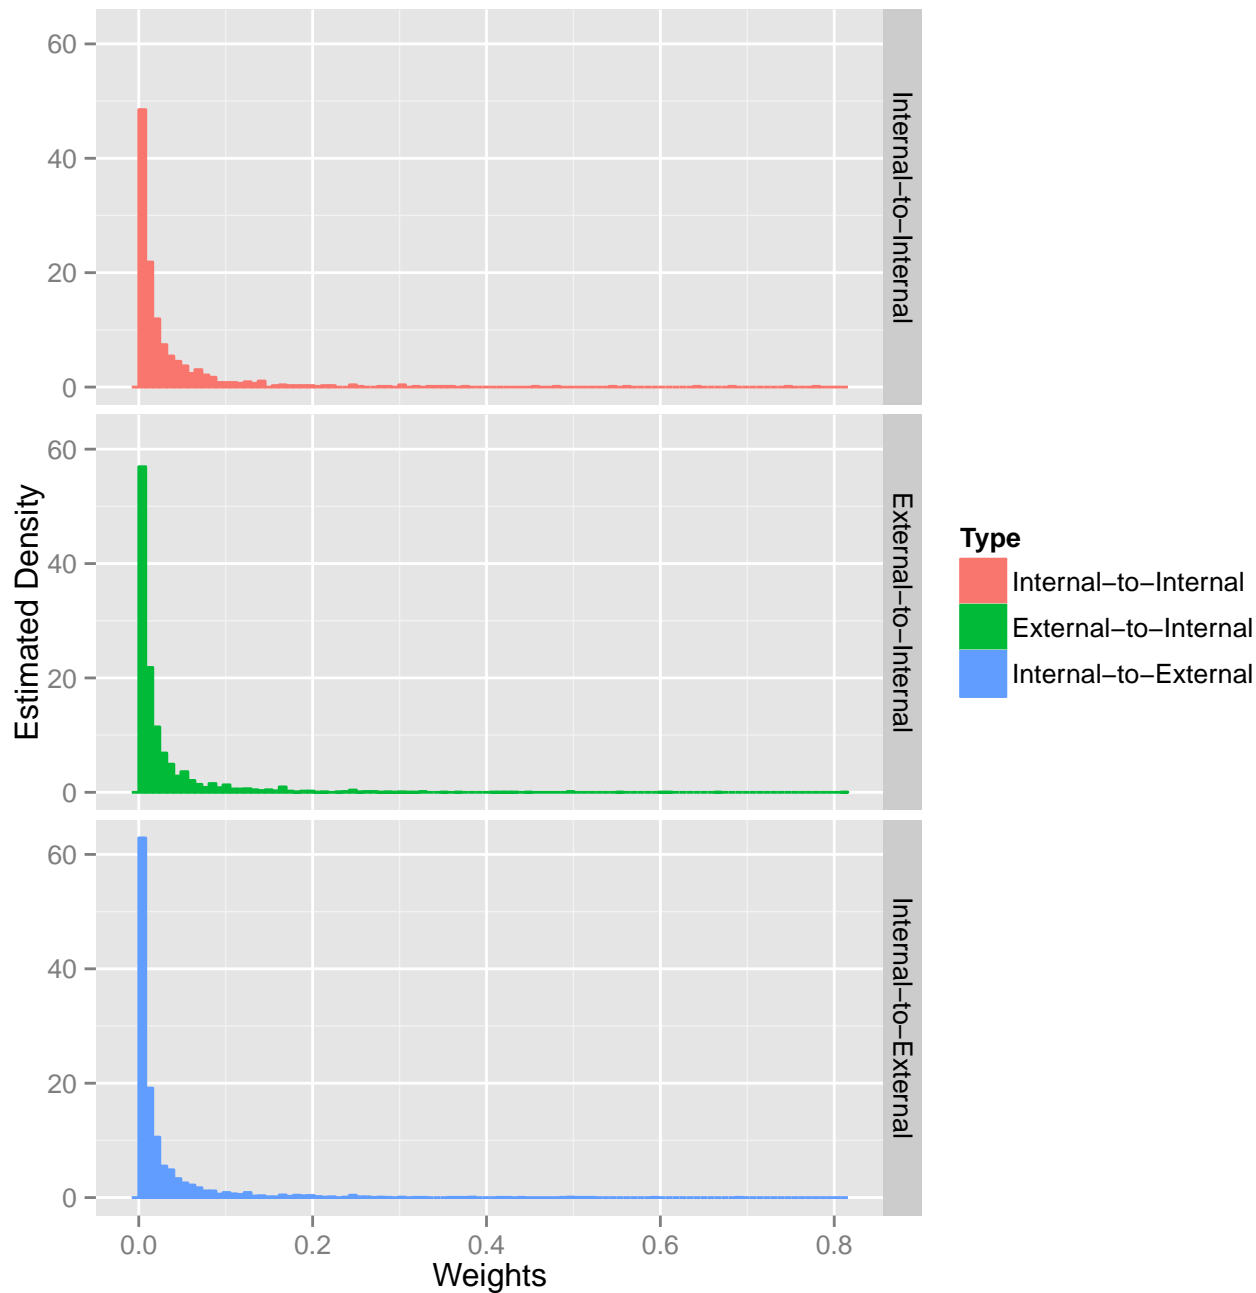 60
40
20
0
Internal–to–Internal
60
40
20
0
External–to–Internal
60
40
20
0
Internal–to–External
0.0 0.2 0.4 0.6 0.8
Weights
Estimated Density
Type
Internal–to–Internal
External–to–Internal
Internal–to–External